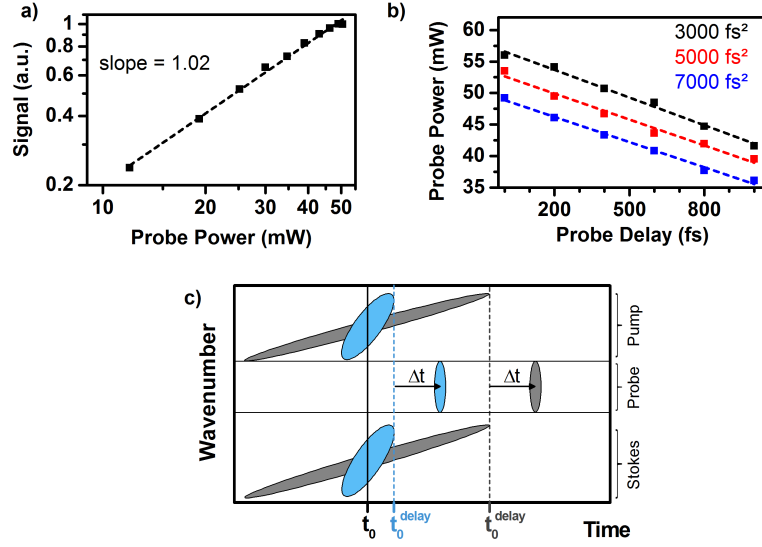 a)
Signal (a.u.)
1
0.8
0.6
0.4
0.2
slope = 1.02
10
20
30
40
50
Probe Power (mW)
b)
Probe Power (mW)
60
55
50
45
40
35
3000 fs²
5000 fs²
7000 fs²
200
500
800
Probe Delay (fs)
c)
Wavenumber
Pump
Probe
Stokes
Δt
Δt
t₀
t₀^delay
t₀^delay
Time